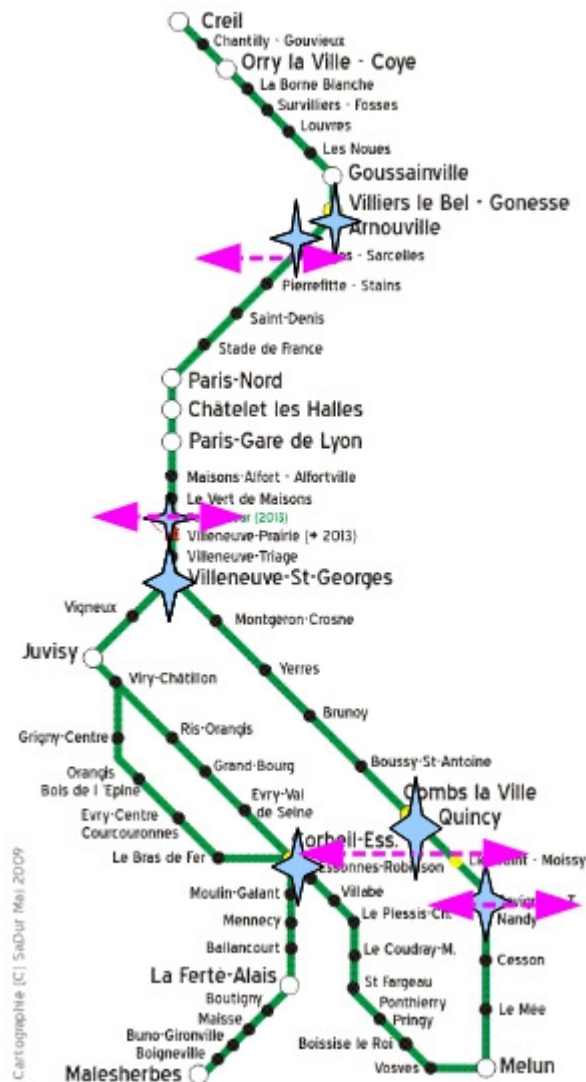 Creil
Chantilly - Gouvieux
Orry la Ville - Coye
La Borne Blanche
Survilliers - Fosses
Louvres
Les Noues
Goussainville
Villiers le Bel - Gonesse
Arnouville
- Sarcelles
Pierrefitte - Stains
Saint-Denis
Stade de France
Paris-Nord
Châtelet les Halles
Paris-Gare de Lyon
Maisons-Alfort - Alfortville
Le Vert de Maisons
(2013)
Villeneuve-Prairie (+ 2013)
Villeneuve-Triage
Villeneuve-St-Georges
Vigneux
Montgeron-Crosne
Juvisy
Yerres
Viry-Châtillon
Brunoy
Ris-Orangis
Grigny-Centre
Boussy-St-Antoine
Grand-Bourg
Orangis
Bois de l'Epine
Combs la Ville
Quincy
Evry-Val
de Seine
Evry-Centre
Courcouronnes
Corbeil-Ess.
Le Bras de Fer
- Moissy
Essonnes-Robinson
Moulin-Galant
Villabe
Nandy
Mennecy
Le Plessis-Ch.
Ballancourt
Le Coudray-M.
Cesson
La Ferté-Alais
St Fargeau
Boutigny
Ponthierry
Pringy
Le Mée
Maisse
Buno-Gironville
Boissise le Roi
Boigneville
Vosves
Melun
Malesherbes
Cartographie (C) SaDur Mai 2009